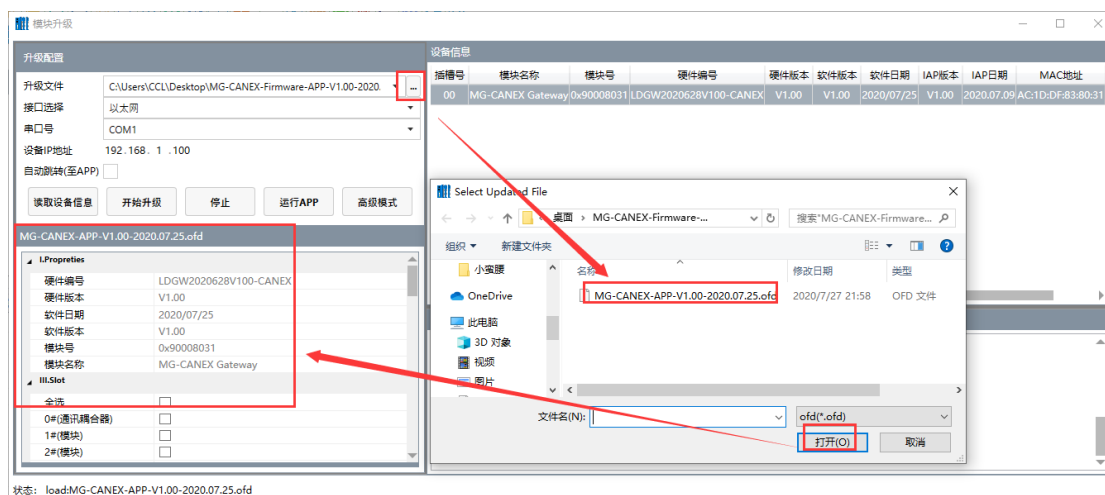 模块升级
升级配置
升级文件 C:\Users\CCL\Desktop\MG-CANEX-Firmware-APP-V1.00-2020. ...
接口选择 以太网
串口号 COM1
设备IP地址 192.168. 1 .100
自动跳转(至APP)
读取设备信息 开始升级 停止 运行APP 高级模式
MG-CANEX-APP-V1.00-2020.07.25.ofd
I.Propreties
硬件编号 LDGW2020628V100-CANEX
硬件版本 V1.00
软件日期 2020/07/25
软件版本 V1.00
模块号 0x90008031
模块名称 MG-CANEX Gateway
III.Slot
全选
0#(通讯耦合器)
1#(模块)
2#(模块)
状态: load:MG-CANEX-APP-V1.00-2020.07.25.ofd
设备信息
插槽号 模块名称 模块号 硬件编号 硬件版本 软件版本 软件日期 IAP版本 IAP日期 MAC地址
00 MG-CANEX Gateway 0x90008031 LDGW2020628V100-CANEX V1.00 V1.00 2020/07/25 V1.00 2020.07.09 AC:1D:DF:83:80:31
Select Updated File
« 桌面 › MG-CANEX-Firmware-... 搜索"MG-CANEX-Firmware...
组织 新建文件夹
名称 修改日期 类型
MG-CANEX-APP-V1.00-2020.07.25.ofd 2020/7/27 21:58 OFD 文件
小蛮腰
OneDrive
此电脑
3D 对象
视频
图片
文件名(N): ofd(*.ofd)
打开(O) 取消